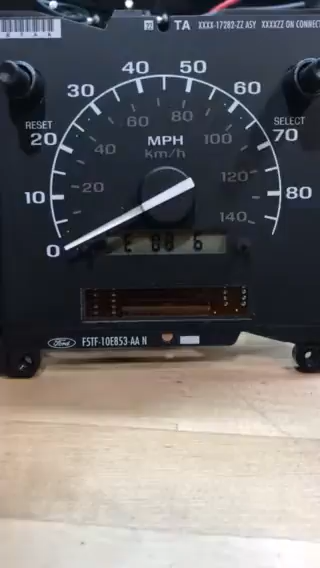 TA XXXX-17282-ZZ ASY XXXXZZ ON CONNECT
40 50
30 60
60 80
RESET SELECT
20 70
MPH
40 100
km/h
20 120
10 80
140
0
E 00 6
Ford F5TF-10E853-AA N